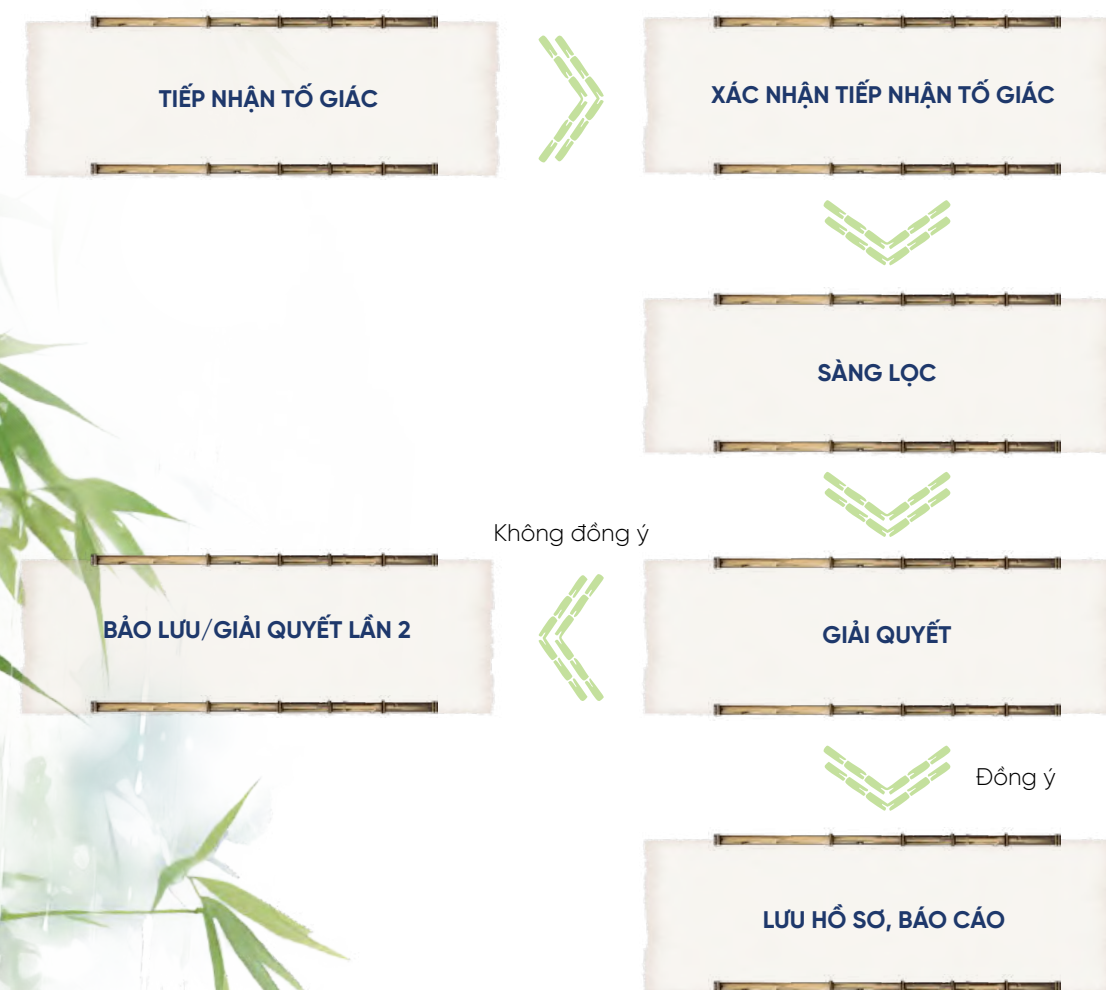 TIẾP NHẬN TỐ GIÁC
XÁC NHẬN TIẾP NHẬN TỐ GIÁC
SÀNG LỌC
Không đồng ý
BẢO LƯU/GIẢI QUYẾT LẦN 2
GIẢI QUYẾT
Đồng ý
LƯU HỒ SƠ, BÁO CÁO